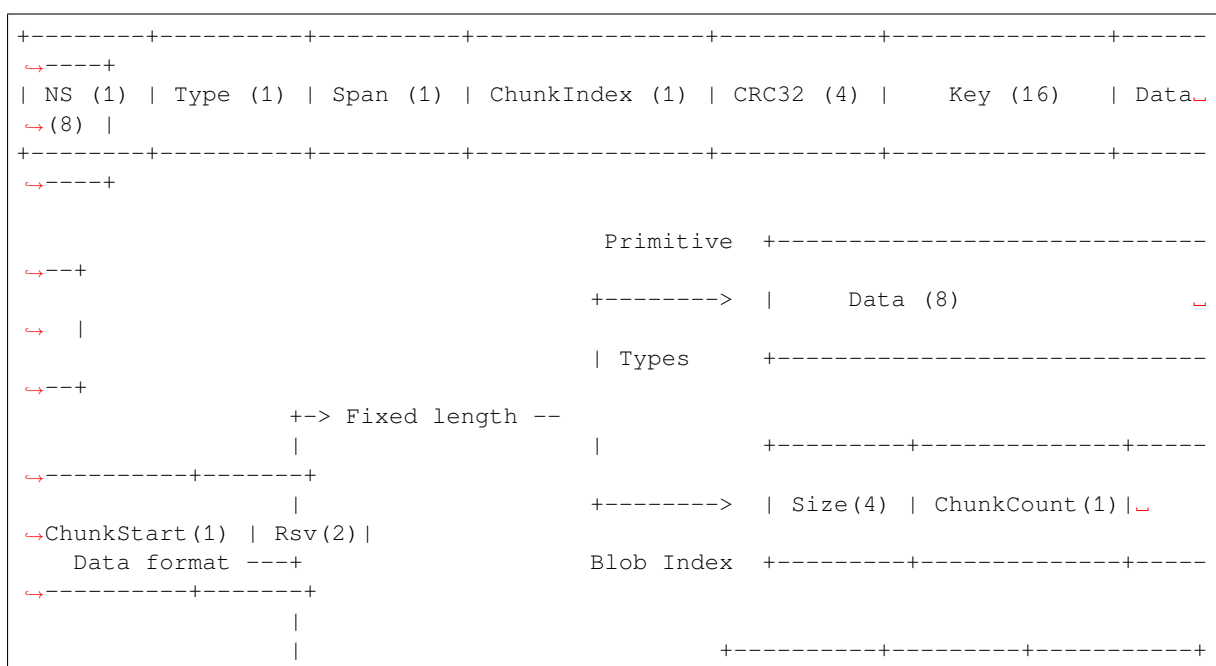 +--------+----------+----------+----------------+-----------+---------------+------
↪----+
| NS (1) | Type (1) | Span (1) | ChunkIndex (1) | CRC32 (4) |    Key (16)   | Data␣
↪(8) |
+--------+----------+----------+----------------+-----------+---------------+------
↪----+
                                         Primitive  +------------------------------
↪--+
                                        +-------->  |     Data (8)                ␣
↪  |
                                        | Types     +------------------------------
↪--+
                   +-> Fixed length --
                   |                    |           +---------+--------------+-----
↪----------+-------+
                   |                    +-------->  | Size(4) | ChunkCount(1)|␣
↪ChunkStart(1) | Rsv(2)|
    Data format ---+                    Blob Index  +---------+--------------+-----
↪----------+-------+
                   |
                   |                             +----------+---------+-----------+